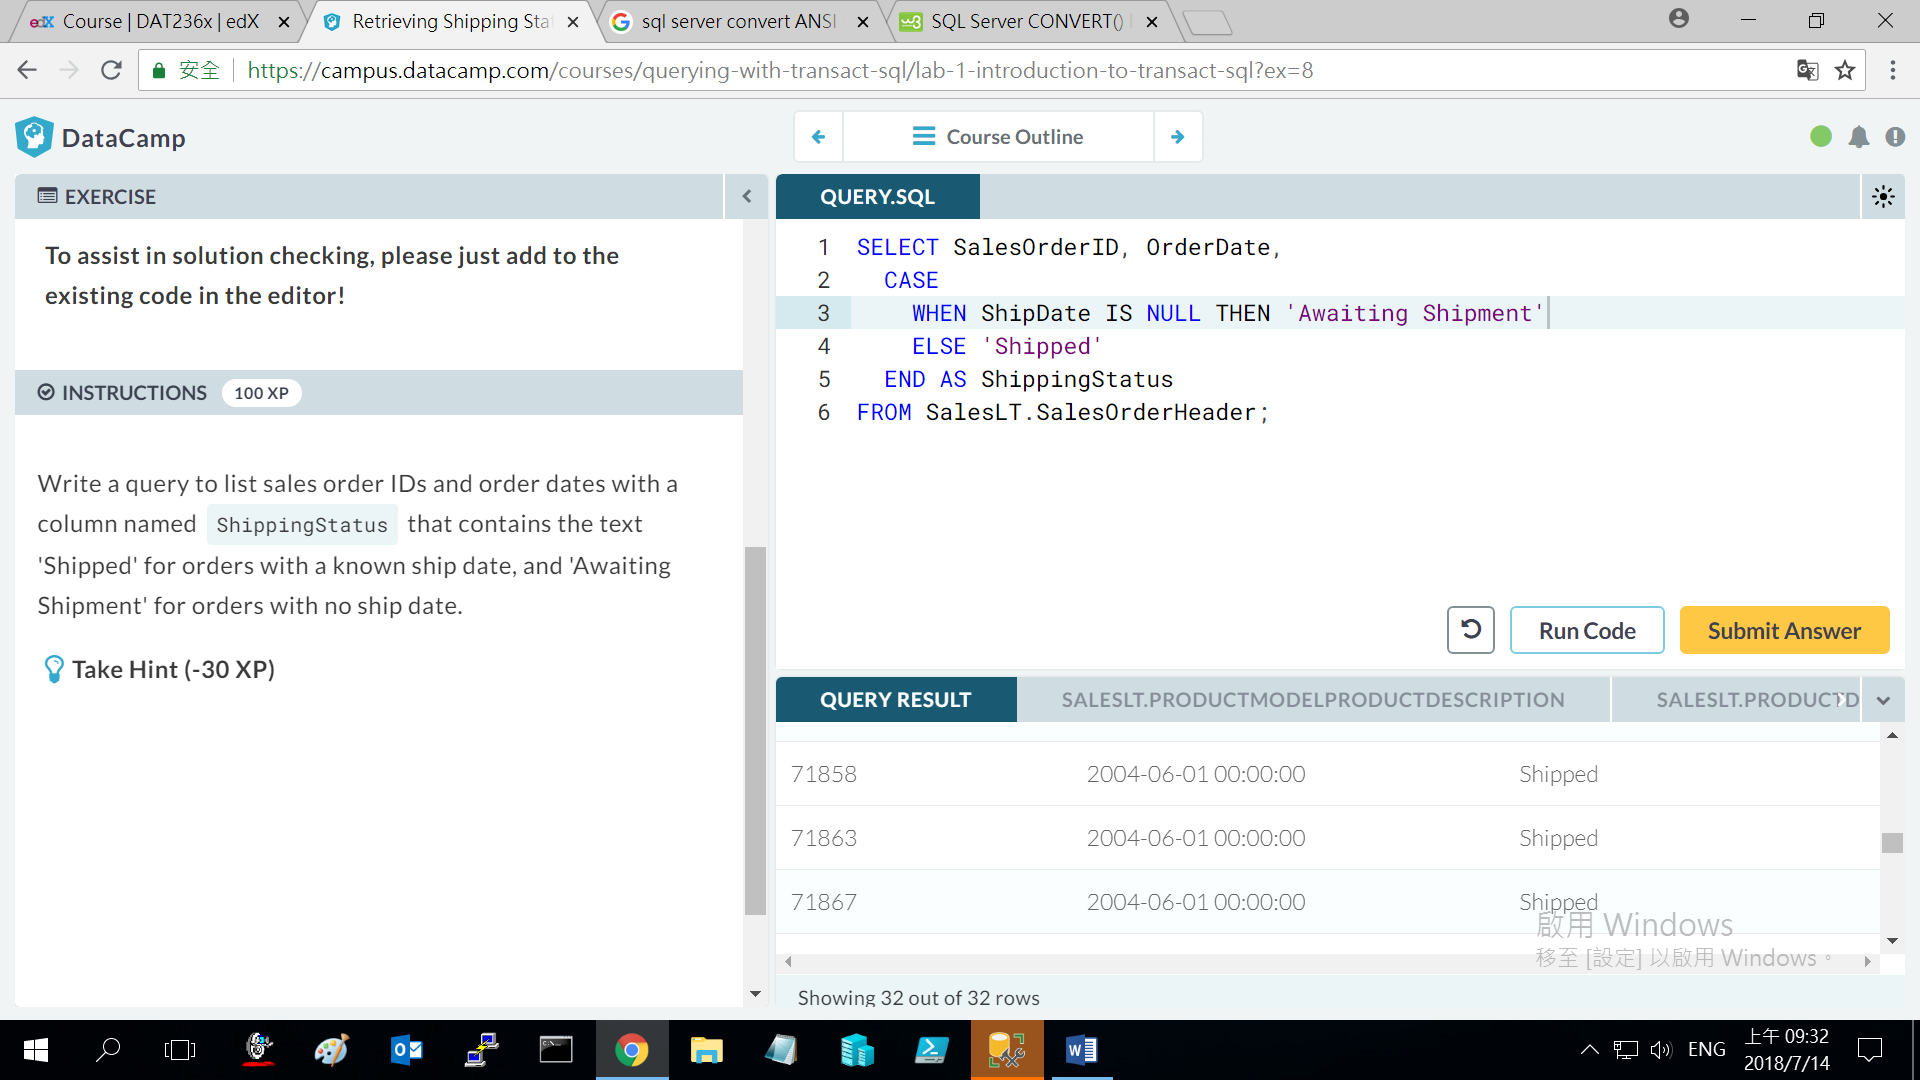 edX Course | DAT236x | edX
Retrieving Shipping Sta
sql server convert ANSI
SQL Server CONVERT()
安全 https://campus.datacamp.com/courses/querying-with-transact-sql/lab-1-introduction-to-transact-sql?ex=8
DataCamp
Course Outline
EXERCISE
To assist in solution checking, please just add to the
existing code in the editor!
INSTRUCTIONS 100 XP
Write a query to list sales order IDs and order dates with a
column named ShippingStatus that contains the text
'Shipped' for orders with a known ship date, and 'Awaiting
Shipment' for orders with no ship date.
Take Hint (-30 XP)
QUERY.SQL
1 SELECT SalesOrderID, OrderDate,
2 CASE
3 WHEN ShipDate IS NULL THEN 'Awaiting Shipment'
4 ELSE 'Shipped'
5 END AS ShippingStatus
6 FROM SalesLT.SalesOrderHeader;
Run Code
Submit Answer
QUERY RESULT
SALESLT.PRODUCTMODELPRODUCTDESCRIPTION
SALESLT.PRODUCTD
71858 2004-06-01 00:00:00 Shipped
71863 2004-06-01 00:00:00 Shipped
71867 2004-06-01 00:00:00 Shipped
啟用 Windows
移至 [設定] 以啟用 Windows。
Showing 32 out of 32 rows
ENG
上午 09:32
2018/7/14